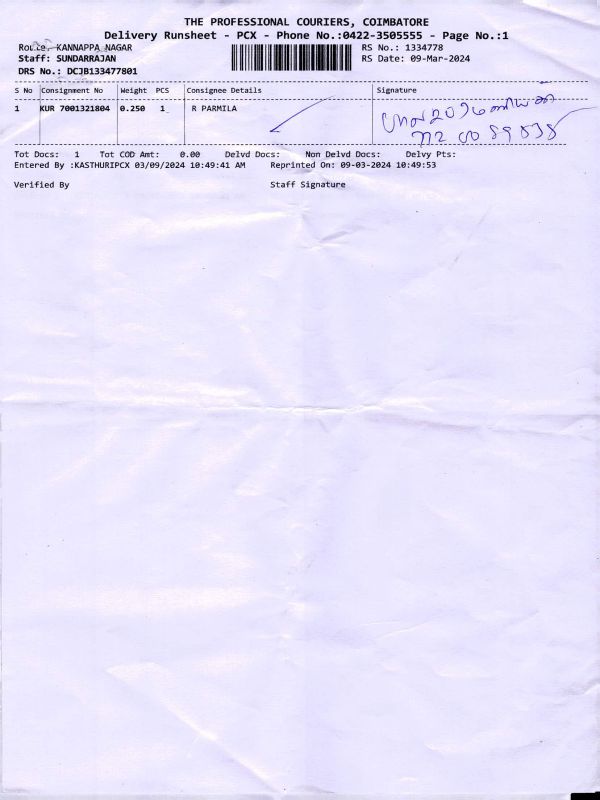 THE PROFESSIONAL COURIERS, COIMBATORE
Delivery Runsheet - PCX - Phone No.:0422-3505555 - Page No.:1
Route. KANNAPPA NAGAR
Staff: SUNDARRAJAN
DRS No.: DCJB133477801
RS No.: 1334778
RS Date: 09-Mar-2024
S No Consignment No Weight PCS Consignee Details Signature
1 KUR 7001321804 0.250 1 R PARMILA
Tot Docs: 1 Tot COD Amt: 0.00 Delvd Docs: Non Delvd Docs: Delvy Pts:
Entered By :KASTHURIPCX 03/09/2024 10:49:41 AM Reprinted On: 09-03-2024 10:49:53
Verified By Staff Signature